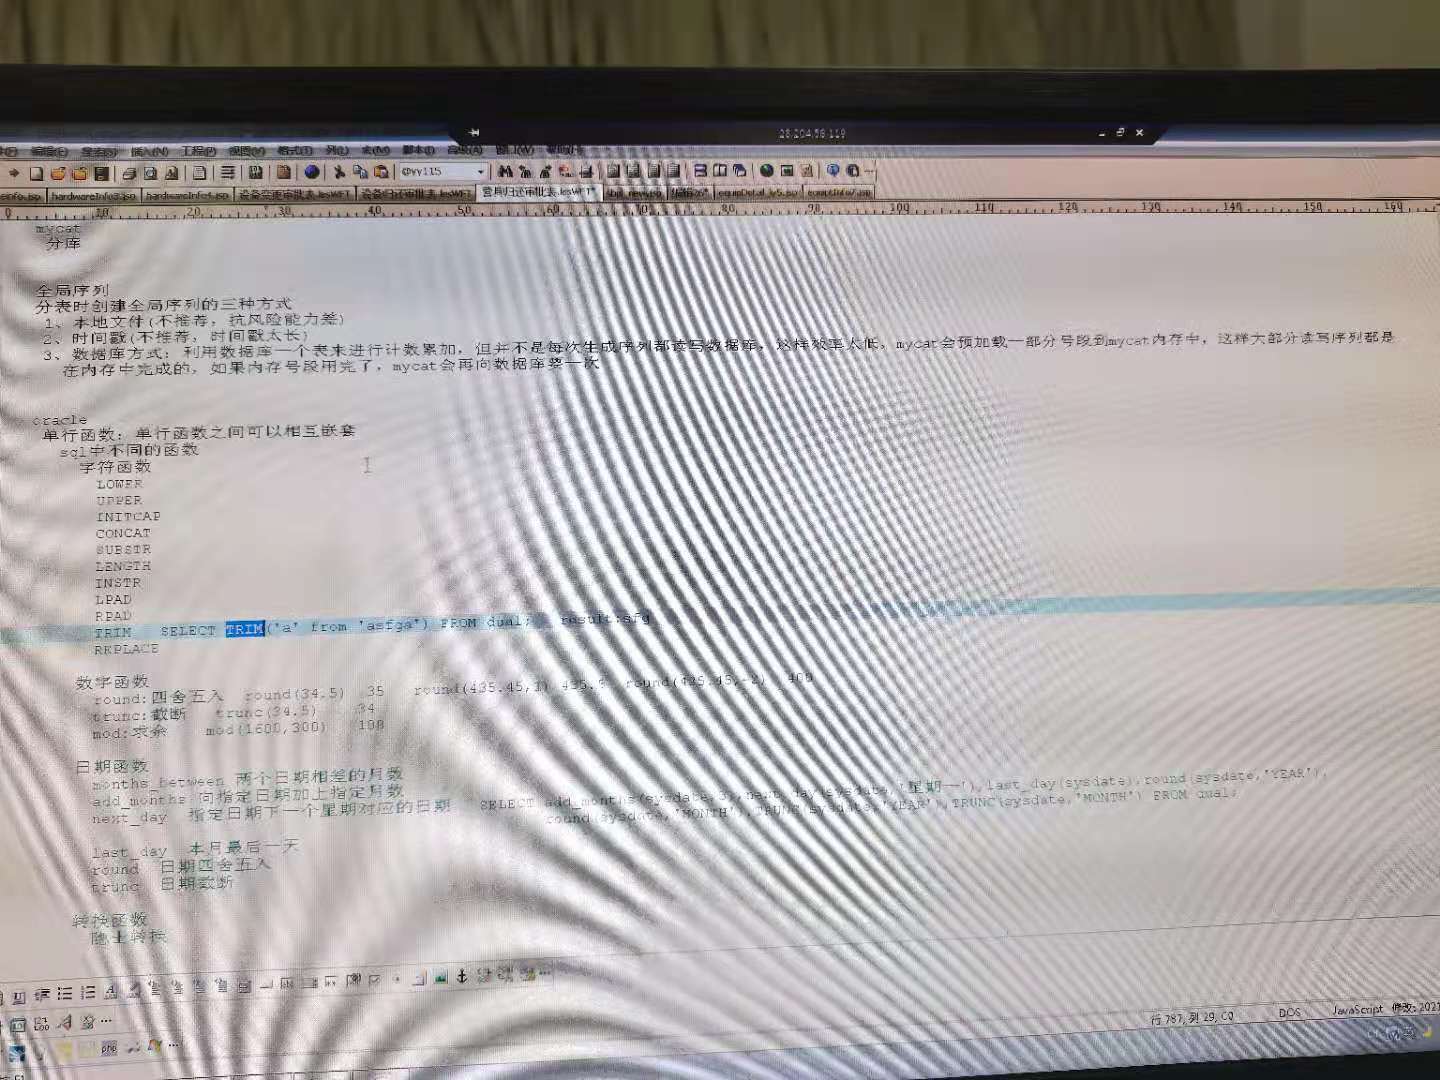 28.204.58.119
编辑(E) 搜索(S) 插入(N) 工程(P) 视图(V) 格式(T) 列(L) 宏(M) 脚本(I) 高级(A) 窗口(W)
@vy115
hardwareInfo3.jsp hardwareInfo4.jsp 设备变更审批表.lesWFT 设备归还审批表.lesWFT
0 10 20 30 40 50 60 70 80 90 100 110 120 130 140 150 160
mycat
分库
全局序列
分表时创建全局序列的三种方式
1、本地文件(不推荐，抗风险能力差)
2、时间戳(不推荐，时间戳太长)
3、数据库方式：利用数据库一个表来进行计数累加，但并不是每次生成序列都读写数据库，这样效率太低，mycat会预加载一部分号段到mycat内存中，这样大部分读写序列都是
在内存中完成的，如果内存号段用完了，mycat会再向数据库要一次
oracle
单行函数：单行函数之间可以相互嵌套
sql中不同的函数
字符函数
LOWER
UPPER
INITCAP
CONCAT
SUBSTR
LENGTH
INSTR
LPAD
RPAD
TRIM SELECT TRIM('a' from 'asfga') FROM dual; result:sfg
REPLACE
数字函数
round:四舍五入 round(34.5) 35 round(435.45,1) 435.5 round(435.45,-2) 400
trunc:截断 trunc(34.5) 34
mod:求余 mod(1600,300) 100
日期函数
months_between 两个日期相差的月数
add_months 向指定日期加上指定月数
next_day 指定日期下一个星期对应的日期 SELECT add_months(sysdate,3),next_day(sysdate,'星期一'),last_day(sysdate),round(sysdate,'YEAR'),
round(sysdate,'MONTH'),TRUNC(sysdate,'YEAR'),TRUNC(sysdate,'MONTH') FROM dual;
last_day 本月最后一天
round 日期四舍五入
trunc 日期截断
转换函数
隐士转换
行 787, 列 29, C0 DOS JavaScript 修改: 2021